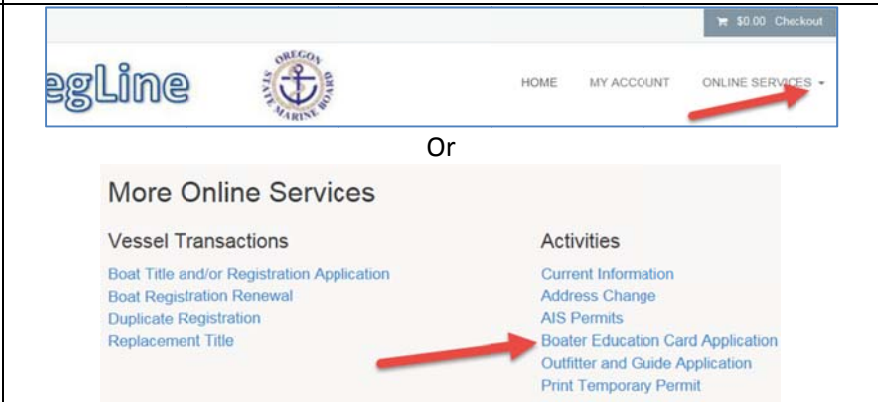 $0.00 Checkout
egLine
OREGON
STATE MARINE BOARD
HOME MY ACCOUNT ONLINE SERVICES
Or
More Online Services
Vessel Transactions
Boat Title and/or Registration Application
Boat Registration Renewal
Duplicate Registration
Replacement Title
Activities
Current Information
Address Change
AIS Permits
Boater Education Card Application
Outfitter and Guide Application
Print Temporary Permit